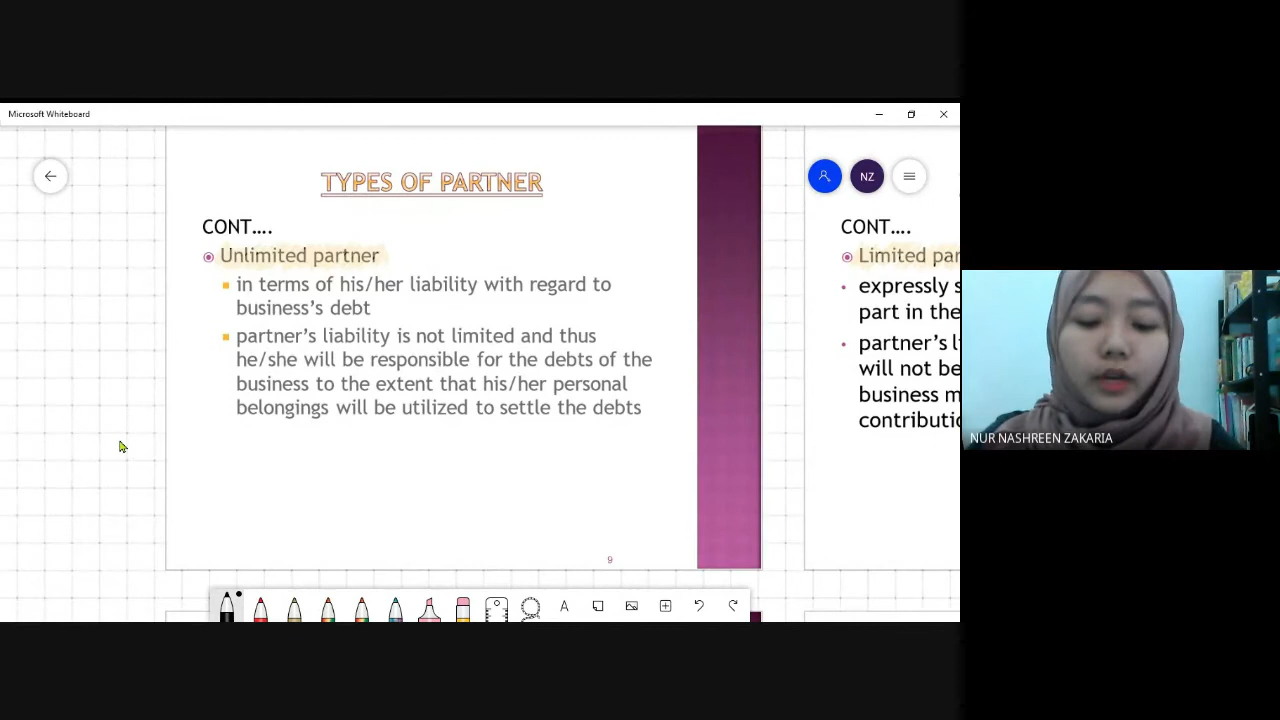 Microsoft Whiteboard
TYPES OF PARTNER
CONT....
Unlimited partner
in terms of his/her liability with regard to
business's debt
partner's liability is not limited and thus
he/she will be responsible for the debts of the
business to the extent that his/her personal
belongings will be utilized to settle the debts
9
NZ
CONT....
Limited par
expressly s
part in the
partner's l
will not be
business m
contributio
NUR NASHREEN ZAKARIA
A